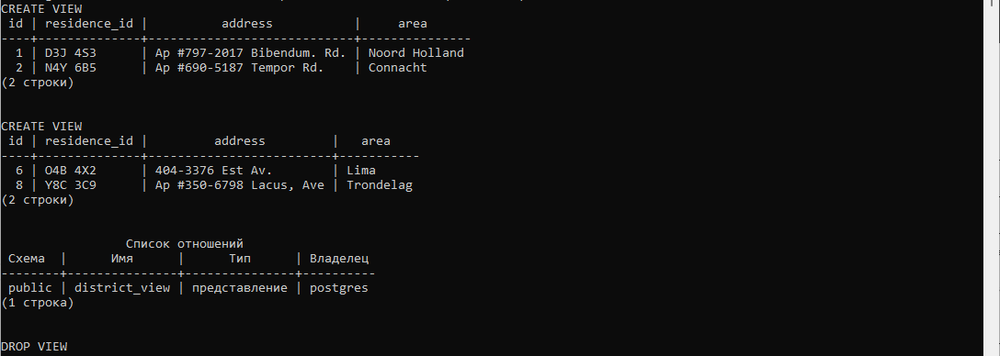 CREATE VIEW
 id | residence_id |          address            |     area
----+--------------+-----------------------------+---------------
  1 | D3J 4S3      | Ap #797-2017 Bibendum. Rd. | Noord Holland
  2 | N4Y 6B5      | Ap #690-5187 Tempor Rd.    | Connacht
(2 строки)
CREATE VIEW
 id | residence_id |         address         |   area
----+--------------+-------------------------+-----------
  6 | O4B 4X2      | 404-3376 Est Av.        | Lima
  8 | Y8C 3C9      | Ap #350-6798 Lacus, Ave | Trondelag
(2 строки)
                 Список отношений
 Схема  |      Имя      |      Тип      | Владелец
--------+---------------+---------------+----------
 public | district_view | представление | postgres
(1 строка)
DROP VIEW